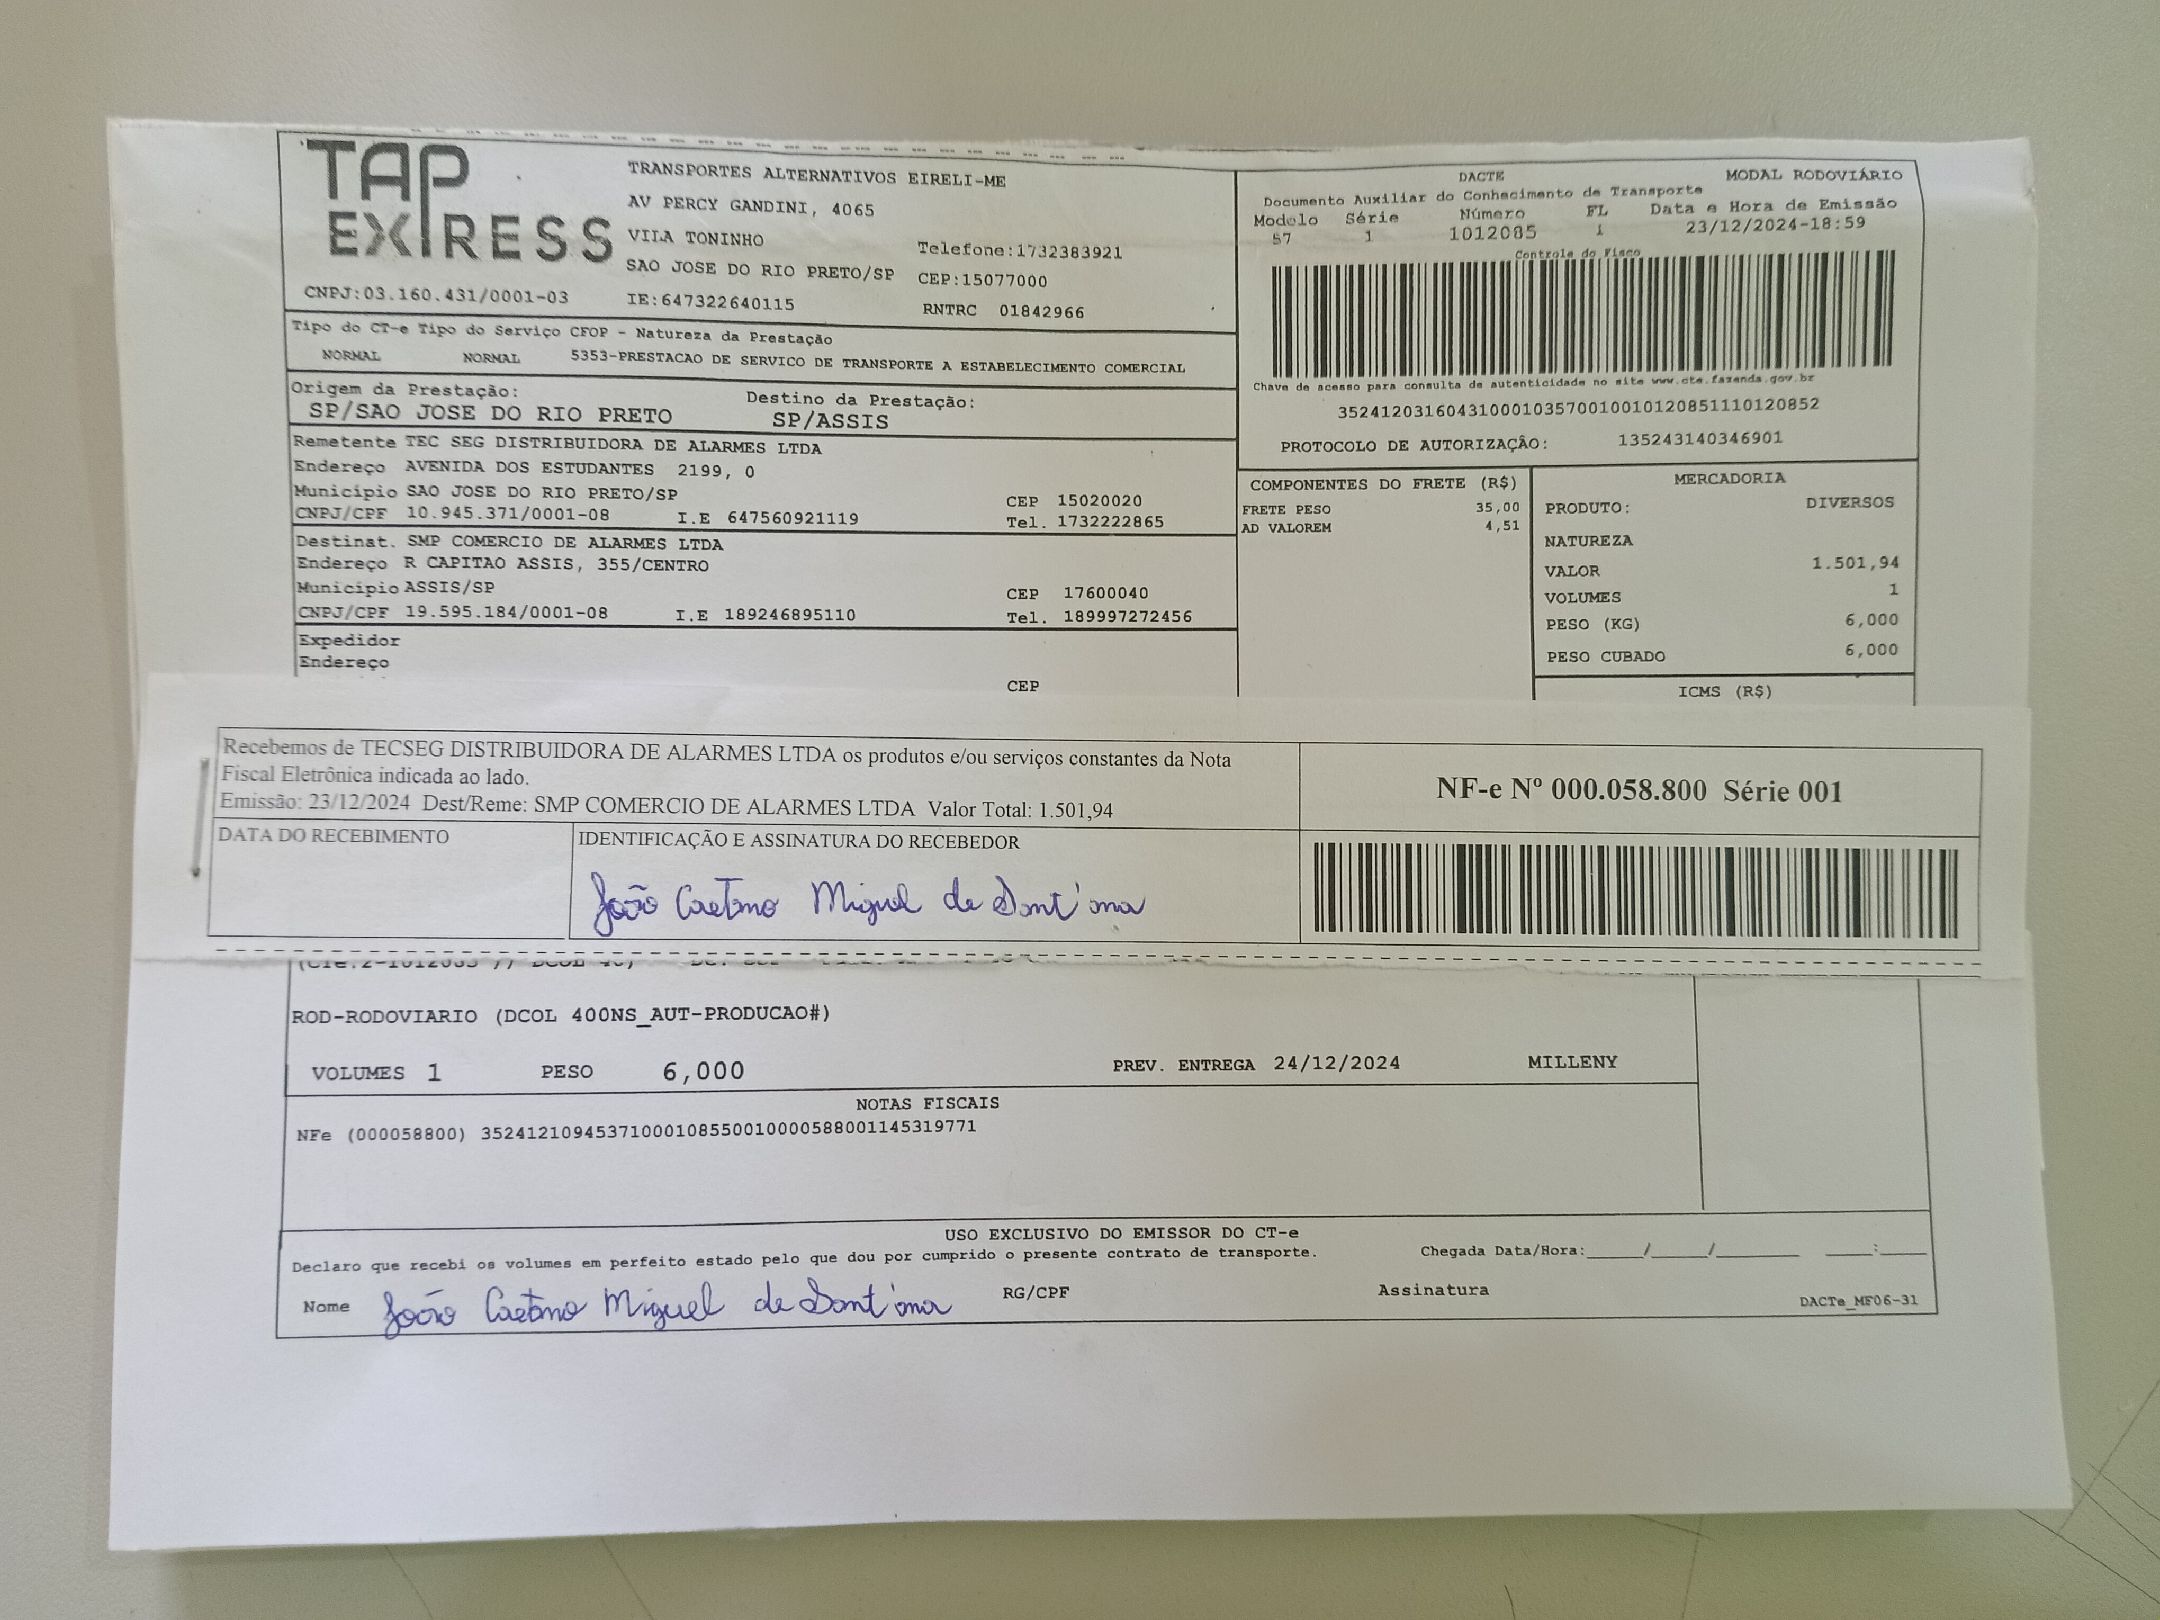 TAP EXPRESS
TRANSPORTES ALTERNATIVOS EIRELI-ME
AV PERCY GANDINI, 4065
VILA TONINHO
Telefone:1732383921
SAO JOSE DO RIO PRETO/SP CEP:15077000
CNPJ:03.160.431/0001-03 IE:647322640115 RNTRC 01842966
DACTE MODAL RODOVIÁRIO
Documento Auxiliar do Conhecimento de Transporte
Modelo Série Número FL Data e Hora de Emissão
57 1 1012085 1 23/12/2024-18:59
Controle do Fisco
Chave de acesso para consulta de autenticidade no site www.cte.fazenda.gov.br
35241203160431000103570010010120851110120852
PROTOCOLO DE AUTORIZAÇÃO: 135243140346901
Tipo do CT-e Tipo do Serviço CFOP - Natureza da Prestação
NORMAL NORMAL 5353-PRESTACAO DE SERVICO DE TRANSPORTE A ESTABELECIMENTO COMERCIAL
Origem da Prestação: Destino da Prestação:
SP/SAO JOSE DO RIO PRETO SP/ASSIS
Remetente TEC SEG DISTRIBUIDORA DE ALARMES LTDA
Endereço AVENIDA DOS ESTUDANTES 2199, 0
Município SAO JOSE DO RIO PRETO/SP CEP 15020020
CNPJ/CPF 10.945.371/0001-08 I.E 647560921119 Tel. 1732222865
Destinat. SMP COMERCIO DE ALARMES LTDA
Endereço R CAPITAO ASSIS, 355/CENTRO
Município ASSIS/SP CEP 17600040
CNPJ/CPF 19.595.184/0001-08 I.E 189246895110 Tel. 189997272456
Expedidor
Endereço
CEP
COMPONENTES DO FRETE (R$)
FRETE PESO 35,00
AD VALOREM 4,51
MERCADORIA
PRODUTO: DIVERSOS
NATUREZA
VALOR 1.501,94
VOLUMES 1
PESO (KG) 6,000
PESO CUBADO 6,000
ICMS (R$)
Recebemos de TECSEG DISTRIBUIDORA DE ALARMES LTDA os produtos e/ou serviços constantes da Nota
Fiscal Eletrônica indicada ao lado.
Emissão: 23/12/2024 Dest/Reme: SMP COMERCIO DE ALARMES LTDA Valor Total: 1.501,94
NF-e Nº 000.058.800 Série 001
DATA DO RECEBIMENTO IDENTIFICAÇÃO E ASSINATURA DO RECEBEDOR
João Caetano Miguel de Sant'ana
ROD-RODOVIARIO (DCOL 400NS_AUT-PRODUCAO#)
VOLUMES 1 PESO 6,000 PREV. ENTREGA 24/12/2024 MILLENY
NOTAS FISCAIS
NFe (000058800) 35241210945371000108550010000588001145319771
USO EXCLUSIVO DO EMISSOR DO CT-e
Declaro que recebi os volumes em perfeito estado pelo que dou por cumprido o presente contrato de transporte. Chegada Data/Hora:_____/_____/_______ ____:____
Nome João Caetano Miguel de Sant'ana RG/CPF Assinatura
DACTe_MF06-31